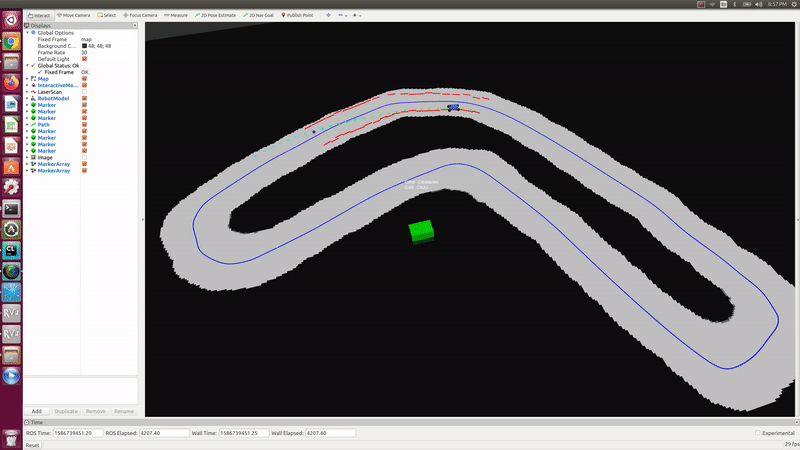 8:57 PM
Interact Move Camera Select Focus Camera Measure 2D Pose Estimate 2D Nav Goal Publish Point
Displays
Global Options
Fixed Frame map
Background C... 48; 48; 48
Frame Rate 30
Default Light
Global Status: Ok
Fixed Frame OK
Map
InteractiveMa...
LaserScan
RobotModel
Marker
Marker
Marker
Path
Marker
Marker
Marker
Marker
Image
MarkerArray
MarkerArray
Add Duplicate Remove Rename
Time
ROS Time: 1586739451.20 ROS Elapsed: 4207.40 Wall Time: 1586739451.25 Wall Elapsed: 4207.40 Experimental
Reset 29 fps